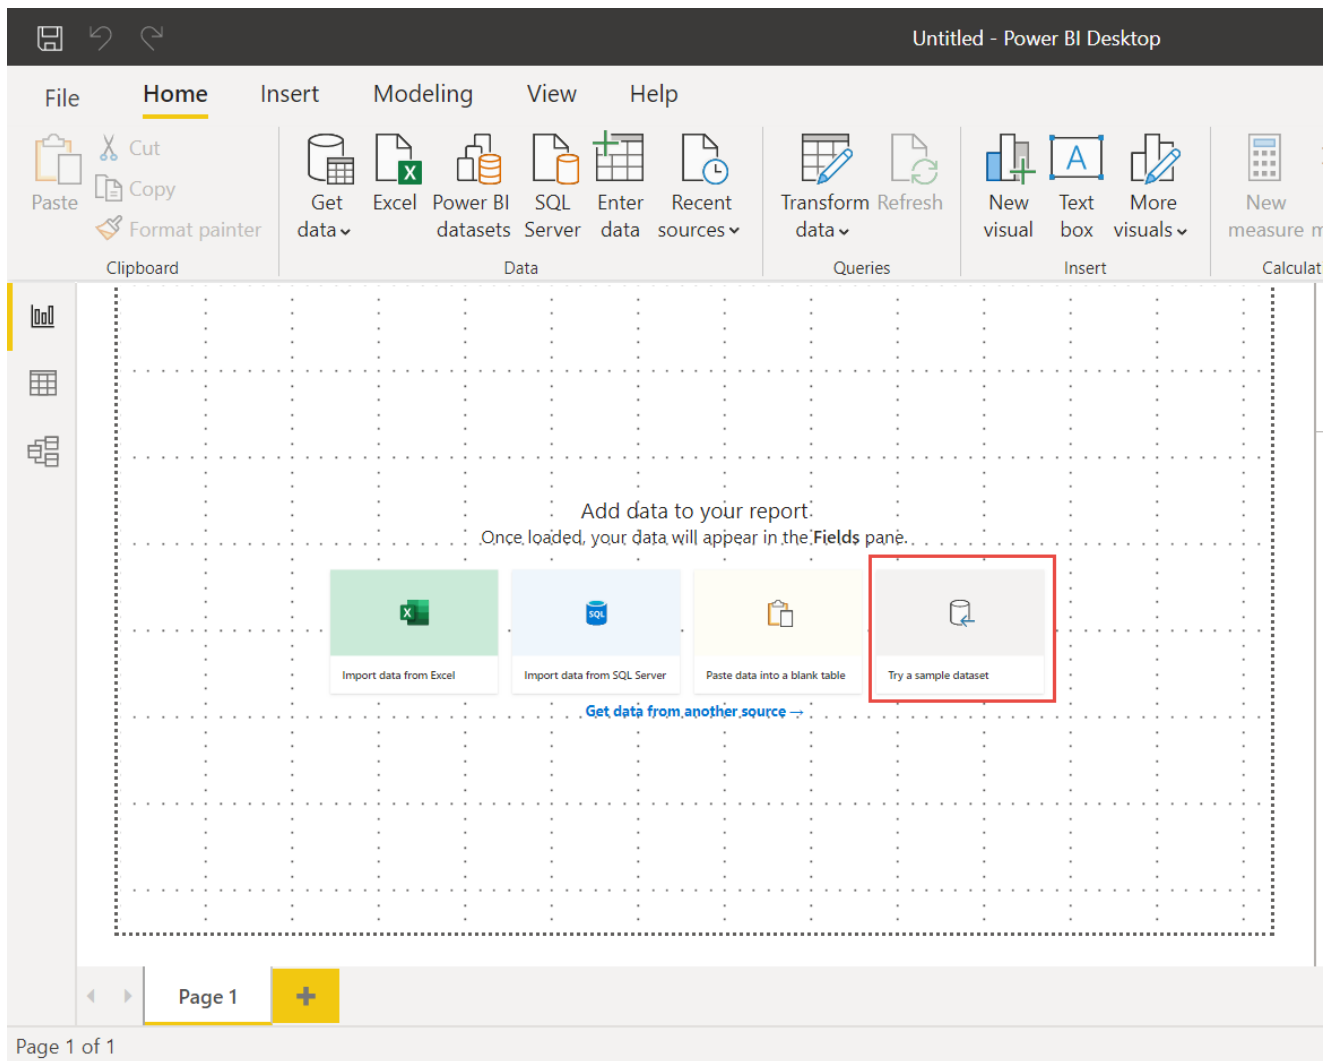 Untitled - Power BI Desktop
File Home Insert Modeling View Help
Paste
Cut
Copy
Format painter
Get data
Excel
Power BI datasets
SQL Server
Enter data
Recent sources
Transform data
Refresh
New visual
Text box
More visuals
New measure
Clipboard Data Queries Insert
A
X
Add data to your report
Once loaded, your data will appear in the Fields pane.
X
SQL
Import data from Excel
Import data from SQL Server
Paste data into a blank table
Try a sample dataset
Get data from another source →
Page 1
Page 1 of 1